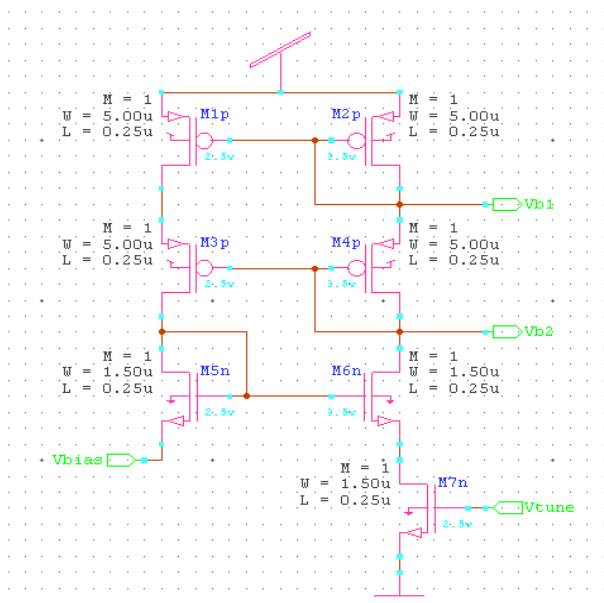 M = 1
W = 5.00u
L = 0.25u
M1p
2.5v
M2p
2.5v
M = 1
W = 5.00u
L = 0.25u
Vb1
M = 1
W = 5.00u
L = 0.25u
M3p
2.5v
M4p
2.5v
M = 1
W = 5.00u
L = 0.25u
Vb2
M = 1
W = 1.50u
L = 0.25u
M5n
2.5v
M6n
2.5v
M = 1
W = 1.50u
L = 0.25u
Vbias
M = 1
W = 1.50u
L = 0.25u
M7n
2.5v
Vtune